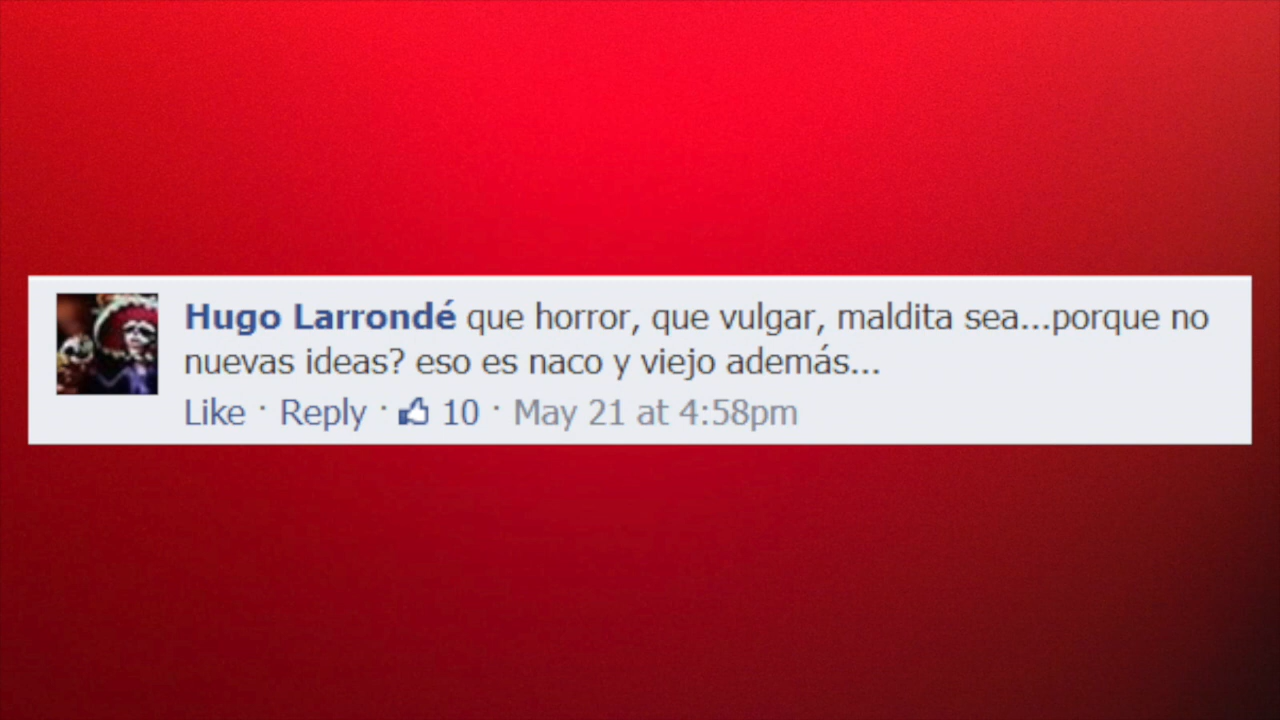 Hugo Larrondé que horror, que vulgar, maldita sea...porque no
nuevas ideas? eso es naco y viejo además...
Like · Reply · 10 · May 21 at 4:58pm